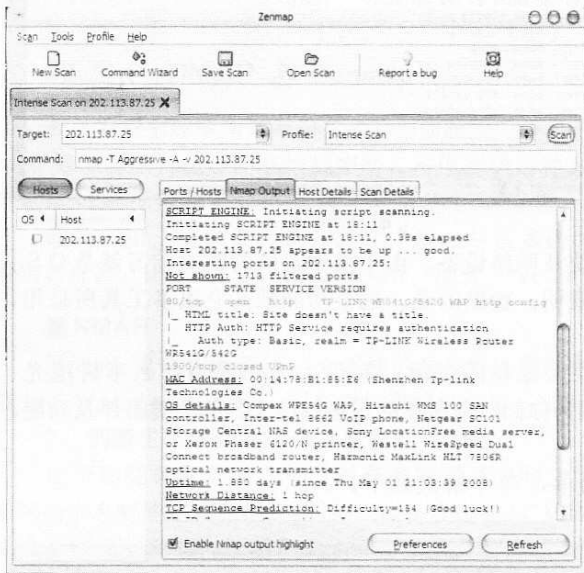 Zenmap
Scan Tools Profile Help
New Scan Command Wizard Save Scan Open Scan Report a bug Help
Intense Scan on 202.113.87.25
Target: 202.113.87.25 Profile: Intense Scan Scan
Command: nmap -T Aggressive -A -v 202.113.87.25
Hosts Services
Ports / Hosts Nmap Output Host Details Scan Details
OS Host
202.113.87.25
SCRIPT ENGINE: Initiating script scanning.
Initiating SCRIPT ENGINE at 18:11
Completed SCRIPT ENGINE at 18:11, 0.38s elapsed
Host 202.113.87.25 appears to be up ... good.
Interesting ports on 202.113.87.25:
Not shown: 1713 filtered ports
PORT STATE SERVICE VERSION
80/tcp open http TP-LINK WR541G/542G WAP http config
|_ HTML title: Site doesn't have a title.
| HTTP Auth: HTTP Service requires authentication
|_ Auth type: Basic, realm = TP-LINK Wireless Router
WR541G/542G
1900/tcp closed UPnP
MAC Address: 00:14:78:B1:85:E6 (Shenzhen Tp-link
Technologies Co.)
OS details: Compex WPE54G WAP, Hitachi WMS 100 SAN
controller, Inter-tel 8662 VoIP phone, Netgear SC101
Storage Central NAS device, Sony LocationFree media server,
or Xerox Phaser 6120/N printer, Westell WireSpeed Dual
Connect broadband router, Harmonic MaxLink HLT 7806R
optical network transmitter
Uptime: 1.880 days (since Thu May 01 21:03:39 2008)
Network Distance: 1 hop
TCP Sequence Prediction: Difficulty=184 (Good luck!)
Enable Nmap output highlight Preferences Refresh